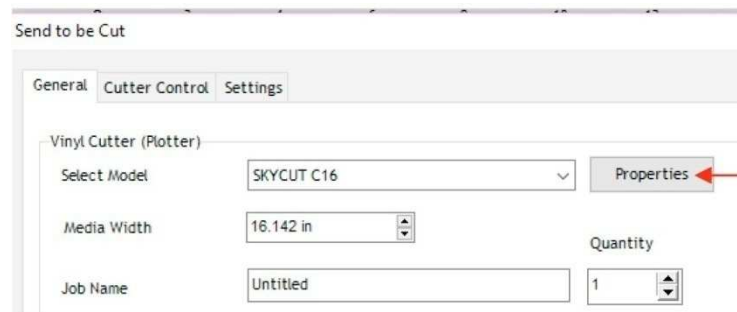 Send to be Cut
General Cutter Control Settings
Vinyl Cutter (Plotter)
Select Model SKYCUT C16 Properties
Media Width 16.142 in
Quantity
Job Name Untitled 1